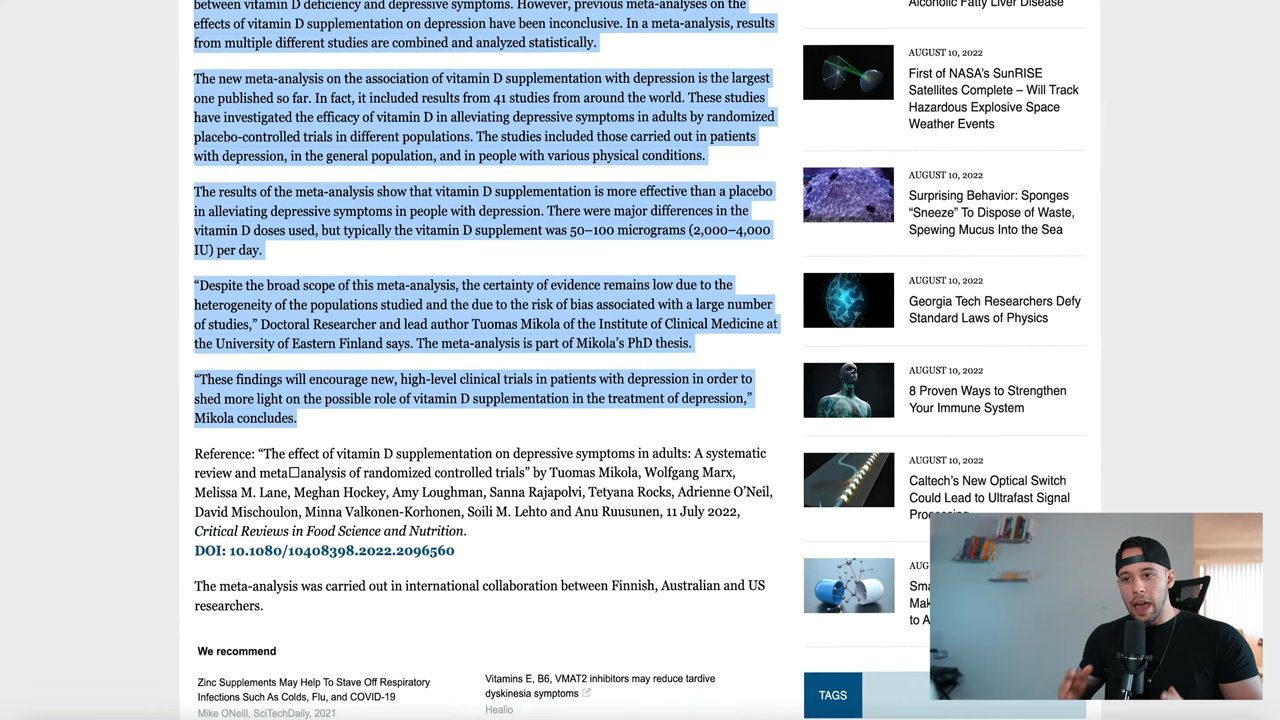 between vitamin D deficiency and depressive symptoms. However, previous meta-analyses on the
effects of vitamin D supplementation on depression have been inconclusive. In a meta-analysis, results
from multiple different studies are combined and analyzed statistically.
The new meta-analysis on the association of vitamin D supplementation with depression is the largest
one published so far. In fact, it included results from 41 studies from around the world. These studies
have investigated the efficacy of vitamin D in alleviating depressive symptoms in adults by randomized
placebo-controlled trials in different populations. The studies included those carried out in patients
with depression, in the general population, and in people with various physical conditions.
The results of the meta-analysis show that vitamin D supplementation is more effective than a placebo
in alleviating depressive symptoms in people with depression. There were major differences in the
vitamin D doses used, but typically the vitamin D supplement was 50–100 micrograms (2,000–4,000
IU) per day.
“Despite the broad scope of this meta-analysis, the certainty of evidence remains low due to the
heterogeneity of the populations studied and the due to the risk of bias associated with a large number
of studies,” Doctoral Researcher and lead author Tuomas Mikola of the Institute of Clinical Medicine at
the University of Eastern Finland says. The meta-analysis is part of Mikola’s PhD thesis.
“These findings will encourage new, high-level clinical trials in patients with depression in order to
shed more light on the possible role of vitamin D supplementation in the treatment of depression,”
Mikola concludes.
Reference: “The effect of vitamin D supplementation on depressive symptoms in adults: A systematic
review and meta□analysis of randomized controlled trials” by Tuomas Mikola, Wolfgang Marx,
Melissa M. Lane, Meghan Hockey, Amy Loughman, Sanna Rajapolvi, Tetyana Rocks, Adrienne O’Neil,
David Mischoulon, Minna Valkonen-Korhonen, Soili M. Lehto and Anu Ruusunen, 11 July 2022,
Critical Reviews in Food Science and Nutrition.
DOI: 10.1080/10408398.2022.2096560
The meta-analysis was carried out in international collaboration between Finnish, Australian and US
researchers.
We recommend
Zinc Supplements May Help To Stave Off Respiratory
Infections Such As Colds, Flu, and COVID-19
Mike ONeill, SciTechDaily, 2021
Vitamins E, B6, VMAT2 inhibitors may reduce tardive
dyskinesia symptoms
Healio
Alcoholic Fatty Liver Disease
AUGUST 10, 2022
First of NASA’s SunRISE
Satellites Complete – Will Track
Hazardous Explosive Space
Weather Events
AUGUST 10, 2022
Surprising Behavior: Sponges
“Sneeze” To Dispose of Waste,
Spewing Mucus Into the Sea
AUGUST 10, 2022
Georgia Tech Researchers Defy
Standard Laws of Physics
AUGUST 10, 2022
8 Proven Ways to Strengthen
Your Immune System
AUGUST 10, 2022
Caltech’s New Optical Switch
Could Lead to Ultrafast Signal
to
TAGS